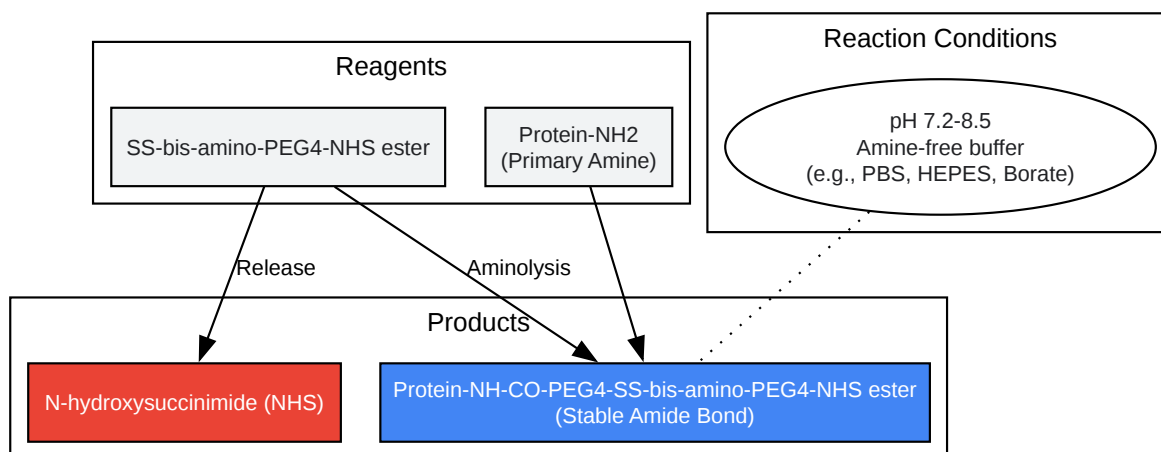 Reaction Conditions
Reagents
pH 7.2-8.5
Amine-free buffer
(e.g., PBS, HEPES, Borate)
SS-bis-amino-PEG4-NHS ester
Protein-NH2
(Primary Amine)
Release
Aminolysis
Products
N-hydroxysuccinimide (NHS)
Protein-NH-CO-PEG4-SS-bis-amino-PEG4-NHS ester
(Stable Amide Bond)